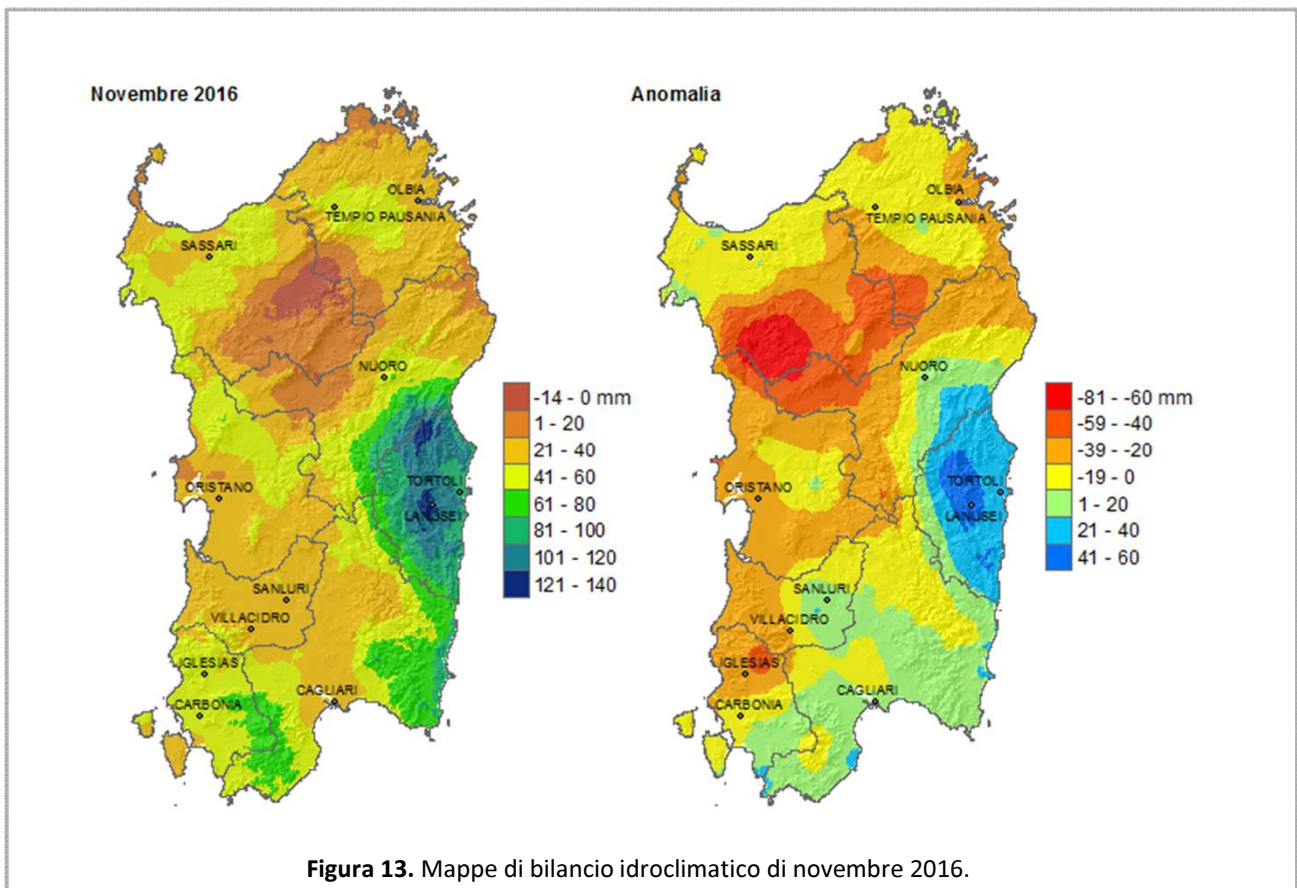 Novembre 2016
OLBIA
TEMPIO PAUSANIA
SASSARI
NUORO
ORISTANO
TORTOLI
LANUSEI
SANLURI
VILLACIDRO
IGLESIAS
CARBONIA
CAGLIARI
-14 - 0 mm
1 - 20
21 - 40
41 - 60
61 - 80
81 - 100
101 - 120
121 - 140
Anomalia
OLBIA
TEMPIO PAUSANIA
SASSARI
NUORO
ORISTANO
TORTOLI
LANUSEI
SANLURI
VILLACIDRO
IGLESIAS
CARBONIA
CAGLIARI
-81 - -60 mm
-59 - -40
-39 - -20
-19 - 0
1 - 20
21 - 40
41 - 60
Figura 13. Mappe di bilancio idroclimatico di novembre 2016.